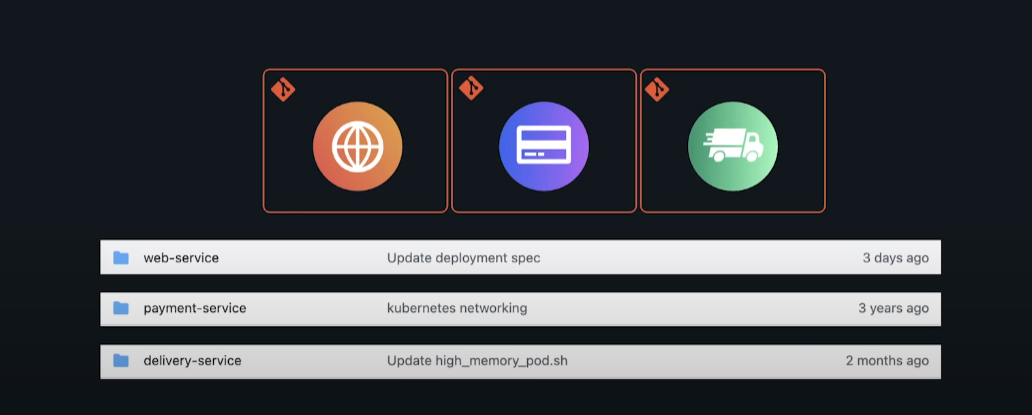 web-service Update deployment spec 3 days ago
payment-service kubernetes networking 3 years ago
delivery-service Update high_memory_pod.sh 2 months ago